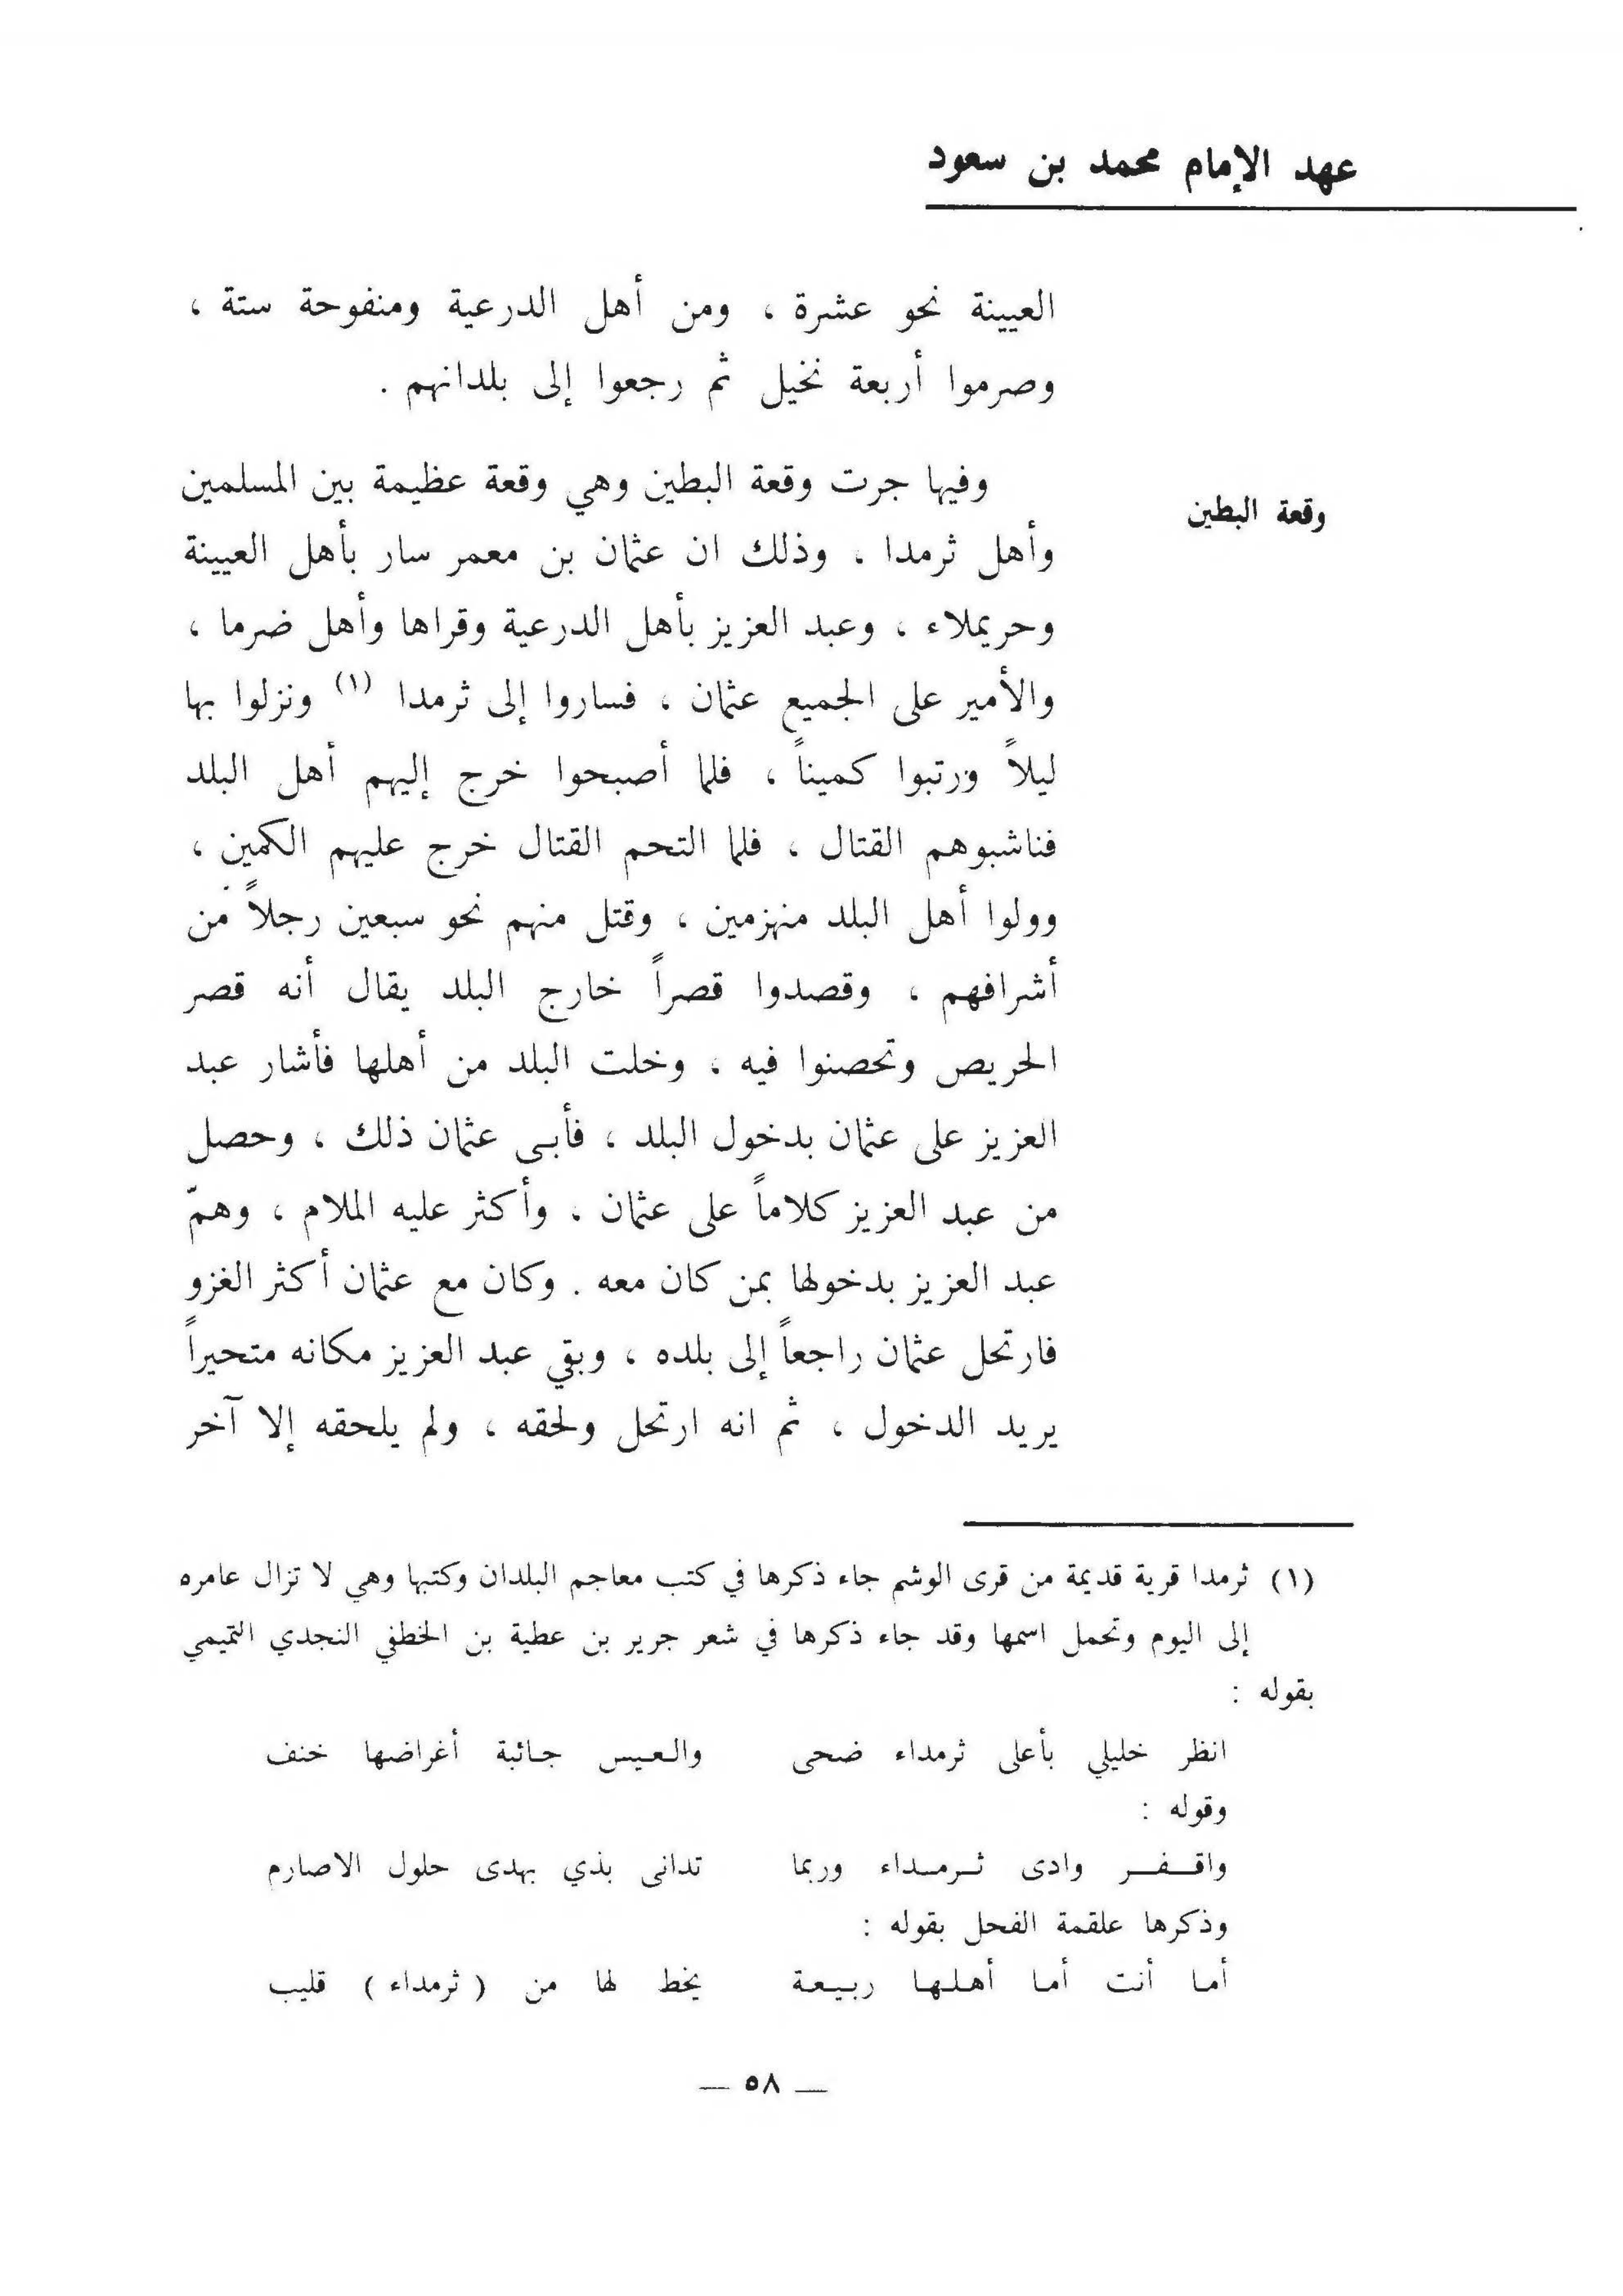 عهد الإمام محمد بن سعود
العيينة نحو عشرة ، ومن أهل الدرعية ومنفوحة ستة ،
وصرموا أربعة نخيل ثم رجعوا إلى بلدانهم .
وقعة البطين
وفيها جرت وقعة البطين وهي وقعة عظيمة بين المسلمين
وأهل ثرمدا ، وذلك ان عثمان بن معمر سار بأهل العيينة
وحريملاء ، وعبد العزيز بأهل الدرعية وقراها وأهل ضرما ،
والأمير على الجميع عثمان ، فساروا إلى ثرمدا (١) ونزلوا بها
ليلاً ورتبوا كميناً ، فلما أصبحوا خرج إليهم أهل البلد
فناشبوهم القتال ، فلما التحم القتال خرج عليهم الكمين ،
وولوا أهل البلد منهزمين ، وقتل منهم نحو سبعين رجلاً من
أشرافهم ، وقصدوا قصراً خارج البلد يقال أنه قصر
الحريص وتحصنوا فيه ، وخلت البلد من أهلها فأشار عبد
العزيز على عثمان بدخول البلد ، فأبى عثمان ذلك ، وحصل
من عبد العزيز كلاماً على عثمان ، وأكثر عليه الملام ، وهمّ
عبد العزيز بدخولها بمن كان معه . وكان مع عثمان أكثر الغزو
فارتحل عثمان راجعاً إلى بلده ، وبقي عبد العزيز مكانه متحيراً
يريد الدخول ، ثم انه ارتحل ولحقه ، ولم يلحقه إلا آخر
(١) ثرمدا قرية قديمة من قرى الوشم جاء ذكرها في كتب معاجم البلدان وكتبها وهي لا تزال عامره
إلى اليوم وتحمل اسمها وقد جاء ذكرها في شعر جرير بن عطية بن الخطفي النجدي التميمي
بقوله :
انظر خليلي بأعلى ثرمداء ضحى والعيس جائبة أغراضها خنف
وقوله :
واقفر وادى ثرمداء وربما تدانى بذي بهدى حلول الاصارم
وذكرها علقمة الفحل بقوله :
أما أنت أما أهلها ربيعة يخط لها من ( ثرمداء ) قليب
— ٥٨ —